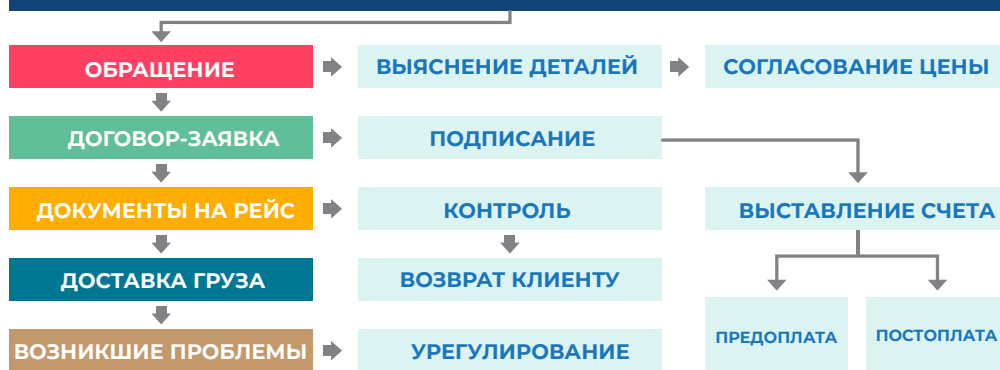 ОБРАЩЕНИЕ
ВЫЯСНЕНИЕ ДЕТАЛЕЙ
СОГЛАСОВАНИЕ ЦЕНЫ
ДОГОВОР-ЗАЯВКА
ПОДПИСАНИЕ
ДОКУМЕНТЫ НА РЕЙС
КОНТРОЛЬ
ВЫСТАВЛЕНИЕ СЧЕТА
ДОСТАВКА ГРУЗА
ВОЗВРАТ КЛИЕНТУ
ПРЕДОПЛАТА
ПОСТОПЛАТА
ВОЗНИКШИЕ ПРОБЛЕМЫ
УРЕГУЛИРОВАНИЕ